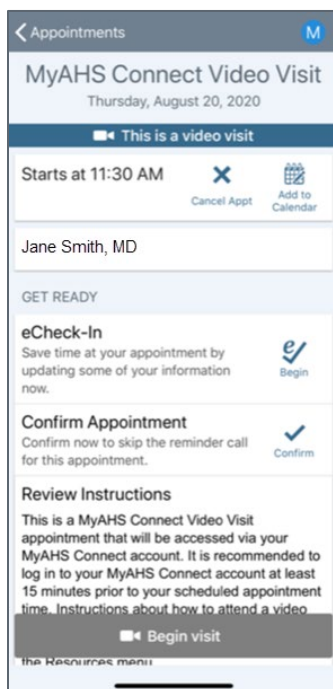 Appointments
M
MyAHS Connect Video Visit
Thursday, August 20, 2020
This is a video visit
Starts at 11:30 AM
Cancel Appt
Add to
Calendar
Jane Smith, MD
GET READY
eCheck-In
Save time at your appointment by
updating some of your information
now.
Begin
Confirm Appointment
Confirm now to skip the reminder call
for this appointment.
Confirm
Review Instructions
This is a MyAHS Connect Video Visit
appointment that will be accessed via your
MyAHS Connect account. It is recommended to
log in to your MyAHS Connect account at least
15 minutes prior to your scheduled appointment
time. Instructions about how to attend a video
Begin visit
the Resources menu